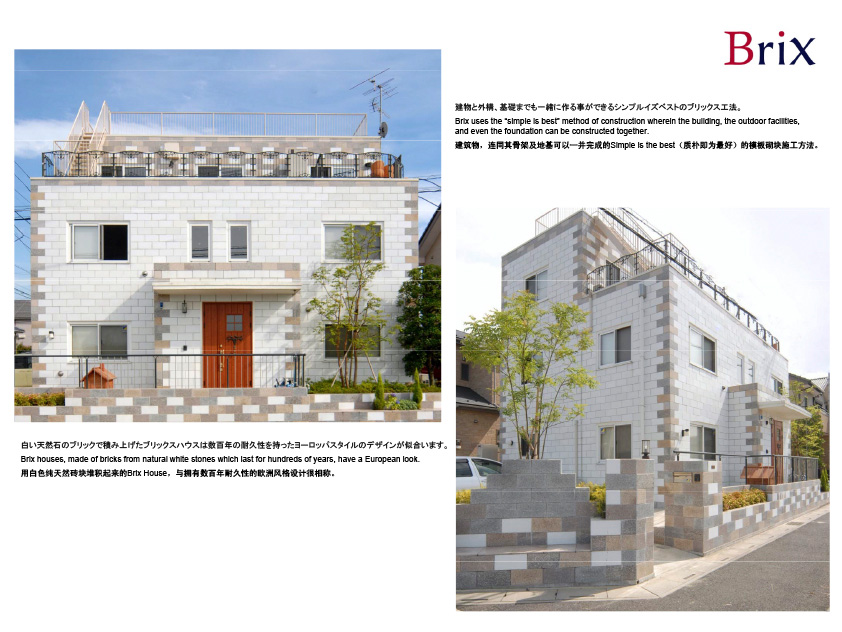 Brix
建物と外構、基礎までも一緒に作る事ができるシンプルイズベストのブリックス工法。
Brix uses the "simple is best" method of construction wherein the building, the outdoor facilities,
and even the foundation can be constructed together.
建筑物，连同其骨架及地基可以一并完成的Simple is the best（质朴即为最好）的模板砌块施工方法。
白い天然石のブリックで積み上げたブリックスハウスは数百年の耐久性を持ったヨーロッパスタイルのデザインが似合います。
Brix houses, made of bricks from natural white stones which last for hundreds of years, have a European look.
用白色纯天然砖块堆积起来的Brix House，与拥有数百年耐久性的欧洲风格设计很相称。